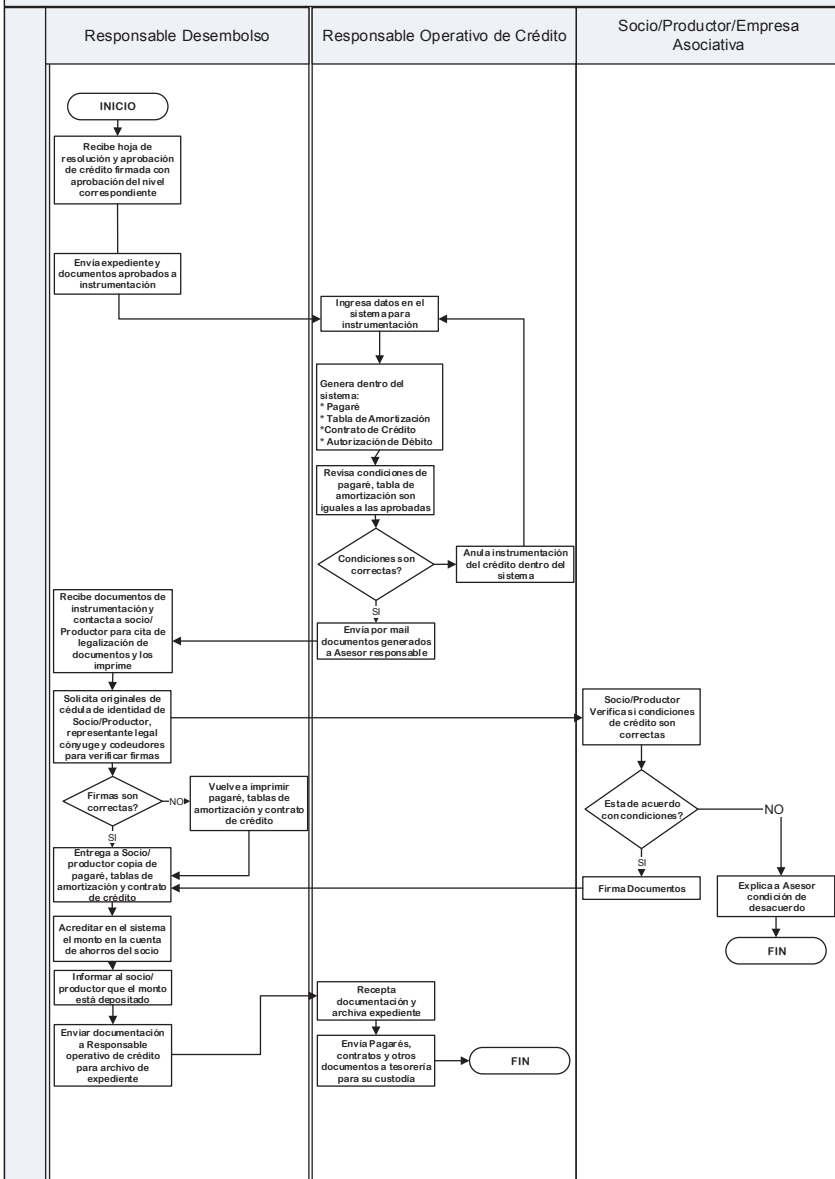 Responsable Desembolso
Responsable Operativo de Crédito
Socio/Productor/Empresa
Asociativa
INICIO
Recibe hoja de
resolución y aprobación
de crédito firmada con
aprobación del nivel
correspondiente
Envía expediente y
documentos aprobados a
instrumentación
Ingresa datos en el
sistema para
instrumentación
Genera dentro del
sistema:
* Pagaré
* Tabla de Amortización
*Contrato de Crédito
* Autorización de Débito
Revisa condiciones de
pagaré, tabla de
amortización son
iguales a las aprobadas
Condiciones son
correctas?
Anula instrumentación
del crédito dentro del
sistema
SI
Envía por mail
documentos generados
a Asesor responsable
Recibe documentos de
instrumentación y
contacta a socio/
Productor para cita de
legalización de
documentos y los
imprime
Solicita originales de
cédula de identidad de
Socio/Productor,
representante legal
cónyuge y codeudores
para verificar firmas
Socio/Productor
Verifica si condiciones
de crédito son
correctas
Firmas son
correctas?
NO
Vuelve a imprimir
pagaré, tablas de
amortización y contrato
de crédito
SI
Esta de acuerdo
con condiciones?
NO
SI
Entrega a Socio/
productor copia de
pagaré, tablas de
amortización y contrato
de crédito
Firma Documentos
Explica a Asesor
condición de
desacuerdo
FIN
Acreditar en el sistema
el monto en la cuenta
de ahorros del socio
Informar al socio/
productor que el monto
está depositado
Enviar documentación
a Responsable
operativo de crédito
para archivo de
expediente
Recepta
documentación y
archiva expediente
Envía Pagarés,
contratos y otros
documentos a tesorería
para su custodía
FIN